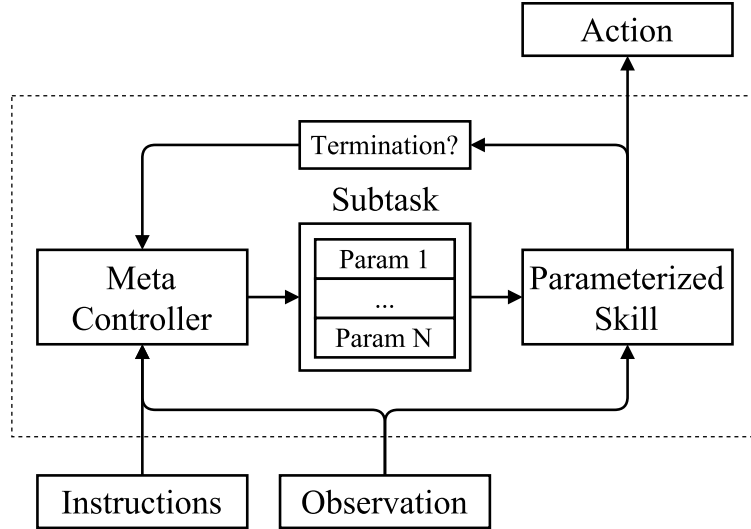 Action
Termination?
Subtask
Meta
Controller
Param 1
...
Param N
Parameterized
Skill
Instructions
Observation